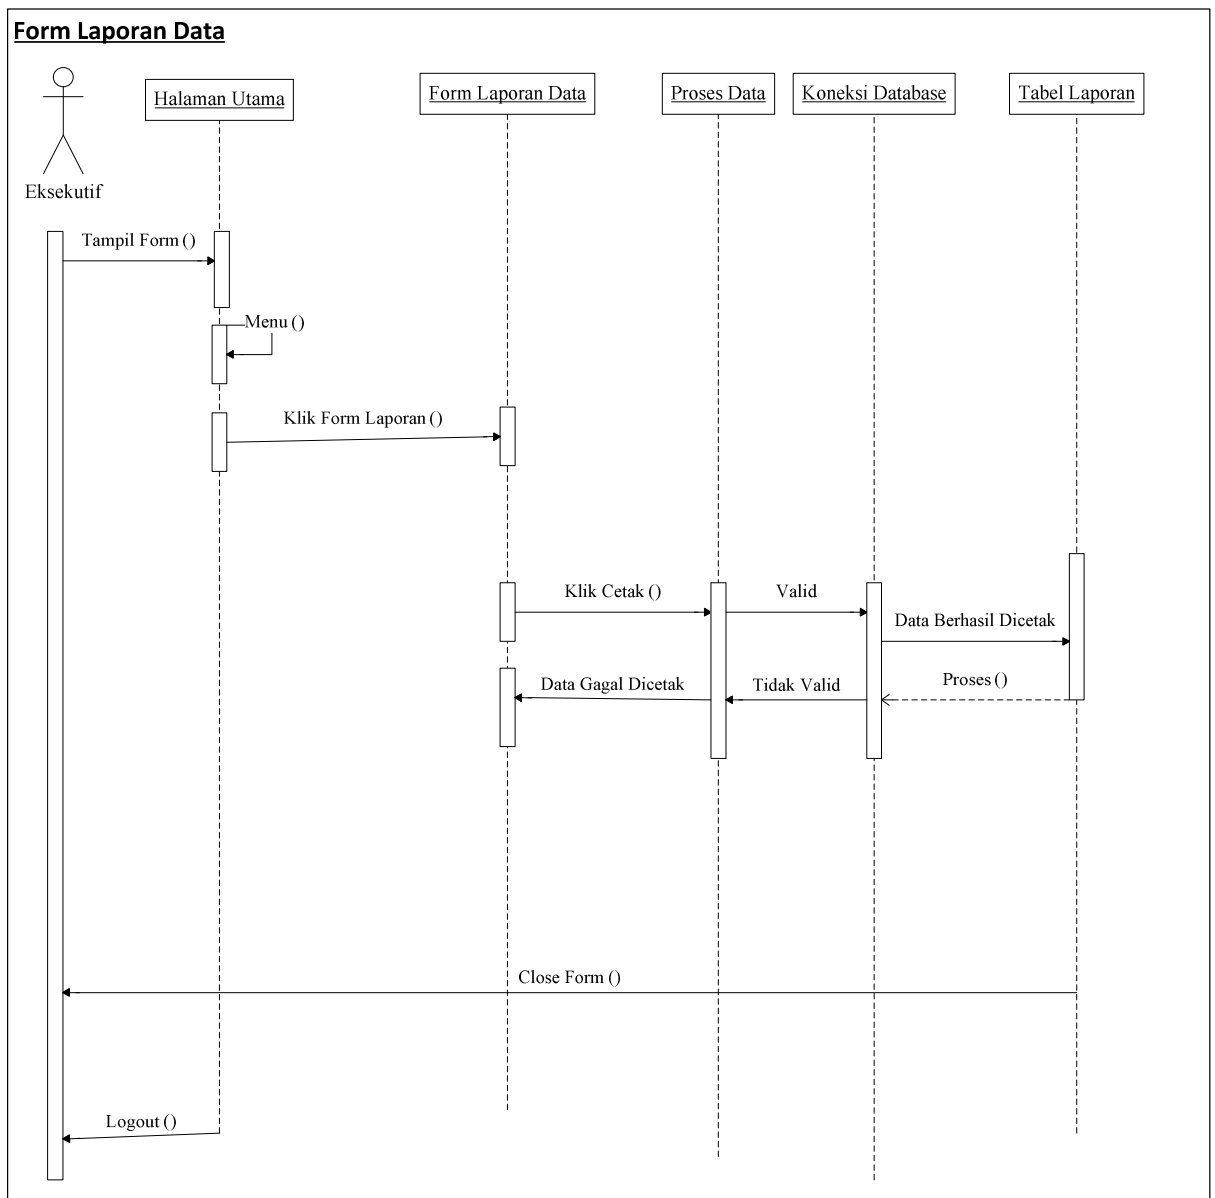 Form Laporan Data
Halaman Utama
Form Laporan Data
Proses Data
Koneksi Database
Tabel Laporan
Eksekutif
Tampil Form ()
Menu ()
Klik Form Laporan ()
Klik Cetak ()
Valid
Data Berhasil Dicetak
Data Gagal Dicetak
Tidak Valid
Proses ()
Close Form ()
Logout ()